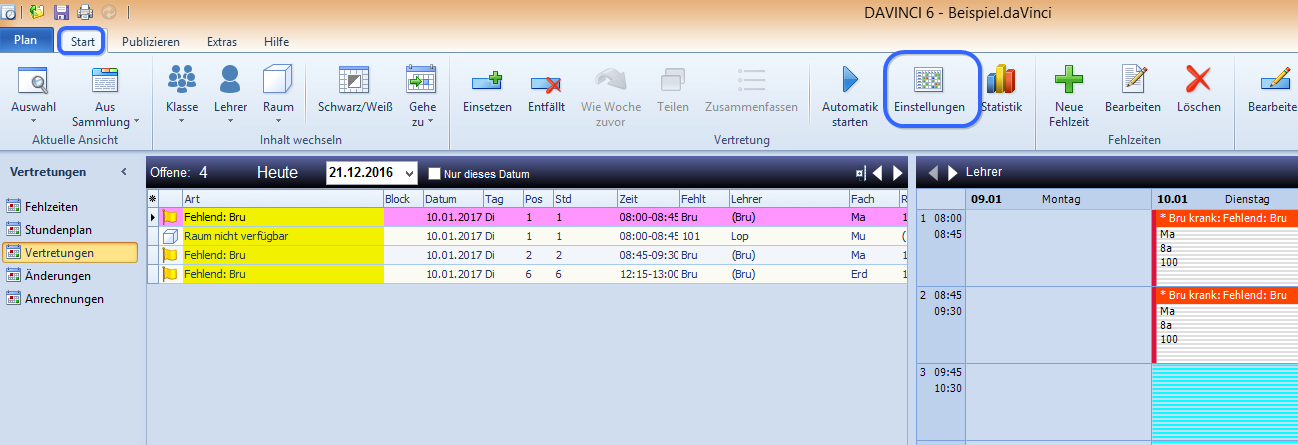 DAVINCI 6 - Beispiel.daVinci
Plan Start Publizieren Extras Hilfe
Auswahl Aus Sammlung Klasse Lehrer Raum Schwarz/Weiß Gehe zu Einsetzen Entfällt Wie Woche zuvor Teilen Zusammenfassen Automatik starten Einstellungen Statistik Neue Fehlzeit Bearbeiten Löschen Bearbeite
Aktuelle Ansicht Inhalt wechseln Vertretung Fehlzeiten
Vertretungen
Fehlzeiten
Stundenplan
Vertretungen
Änderungen
Anrechnungen
Offene: 4 Heute 21.12.2016 Nur dieses Datum
Art Block Datum Tag Pos Std Zeit Fehlt Lehrer Fach R
Fehlend: Bru 10.01.2017 Di 1 1 08:00-08:45 Bru (Bru) Ma 1
Raum nicht verfügbar 10.01.2017 Di 1 1 08:00-08:45 101 Lop Mu (
Fehlend: Bru 10.01.2017 Di 2 2 08:45-09:30 Bru (Bru) Ma 1
Fehlend: Bru 10.01.2017 Di 6 6 12:15-13:00 Bru (Bru) Erd 1
Lehrer
09.01 Montag 10.01 Dienstag
1 08:00 * Bru krank: Fehlend: Bru
08:45 Ma
8a
100
2 08:45 * Bru krank: Fehlend: Bru
09:30 Ma
8a
100
3 09:45
10:30